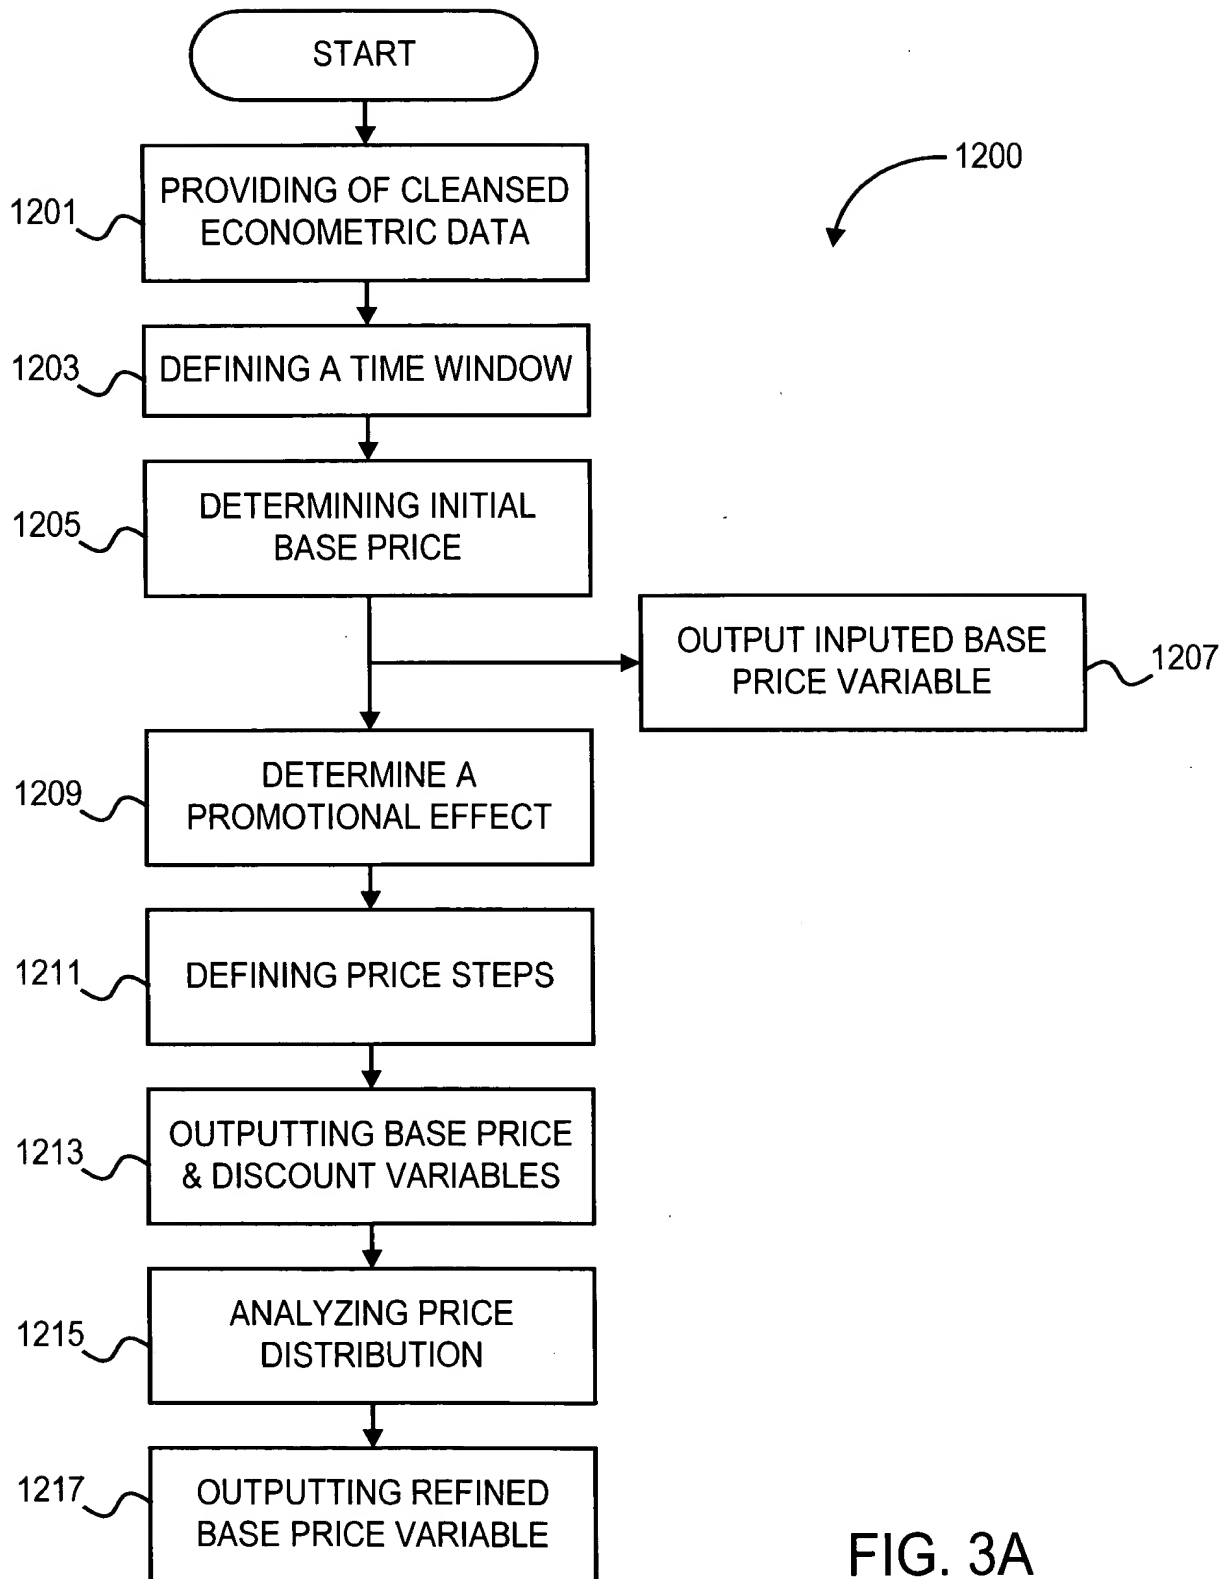 START
1200
1201
PROVIDING OF CLEANSED
ECONOMETRIC DATA
1203
DEFINING A TIME WINDOW
1205
DETERMINING INITIAL
BASE PRICE
OUTPUT INPUTED BASE
PRICE VARIABLE
1207
1209
DETERMINE A
PROMOTIONAL EFFECT
1211
DEFINING PRICE STEPS
1213
OUTPUTTING BASE PRICE
& DISCOUNT VARIABLES
1215
ANALYZING PRICE
DISTRIBUTION
1217
OUTPUTTING REFINED
BASE PRICE VARIABLE
FIG. 3A